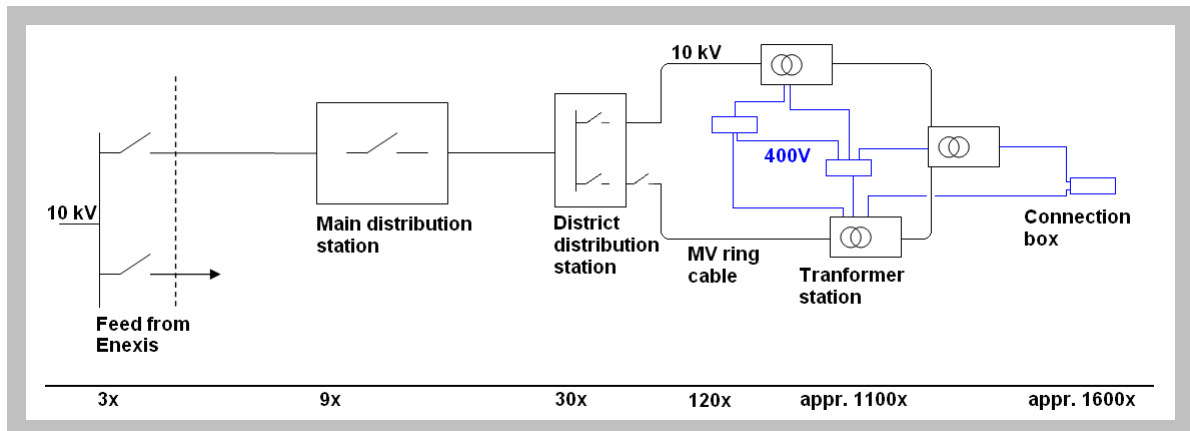 10 kV
400V
10 kV
Main distribution
station
District
distribution
station
MV ring
cable
Tranformer
station
Connection
box
Feed from
Enexis
3x
9x
30x
120x
appr. 1100x
appr. 1600x